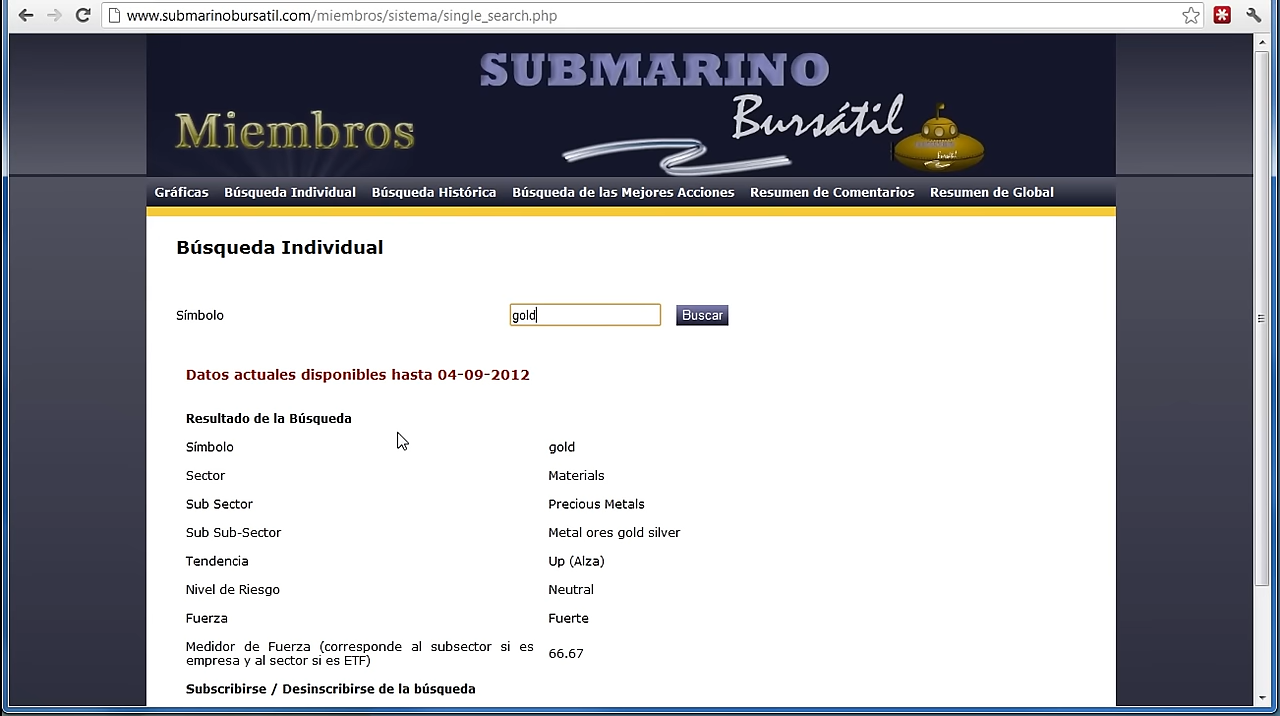 www.submarinobursatil.com/miembros/sistema/single_search.php
SUBMARINO
Bursátil
Miembros
Gráficas Búsqueda Individual Búsqueda Histórica Búsqueda de las Mejores Acciones Resumen de Comentarios Resumen de Global
Búsqueda Individual
Símbolo gold Buscar
Datos actuales disponibles hasta 04-09-2012
Resultado de la Búsqueda
Símbolo gold
Sector Materials
Sub Sector Precious Metals
Sub Sub-Sector Metal ores gold silver
Tendencia Up (Alza)
Nivel de Riesgo Neutral
Fuerza Fuerte
Medidor de Fuerza (corresponde al subsector si es
empresa y al sector si es ETF) 66.67
Subscribirse / Desinscribirse de la búsqueda